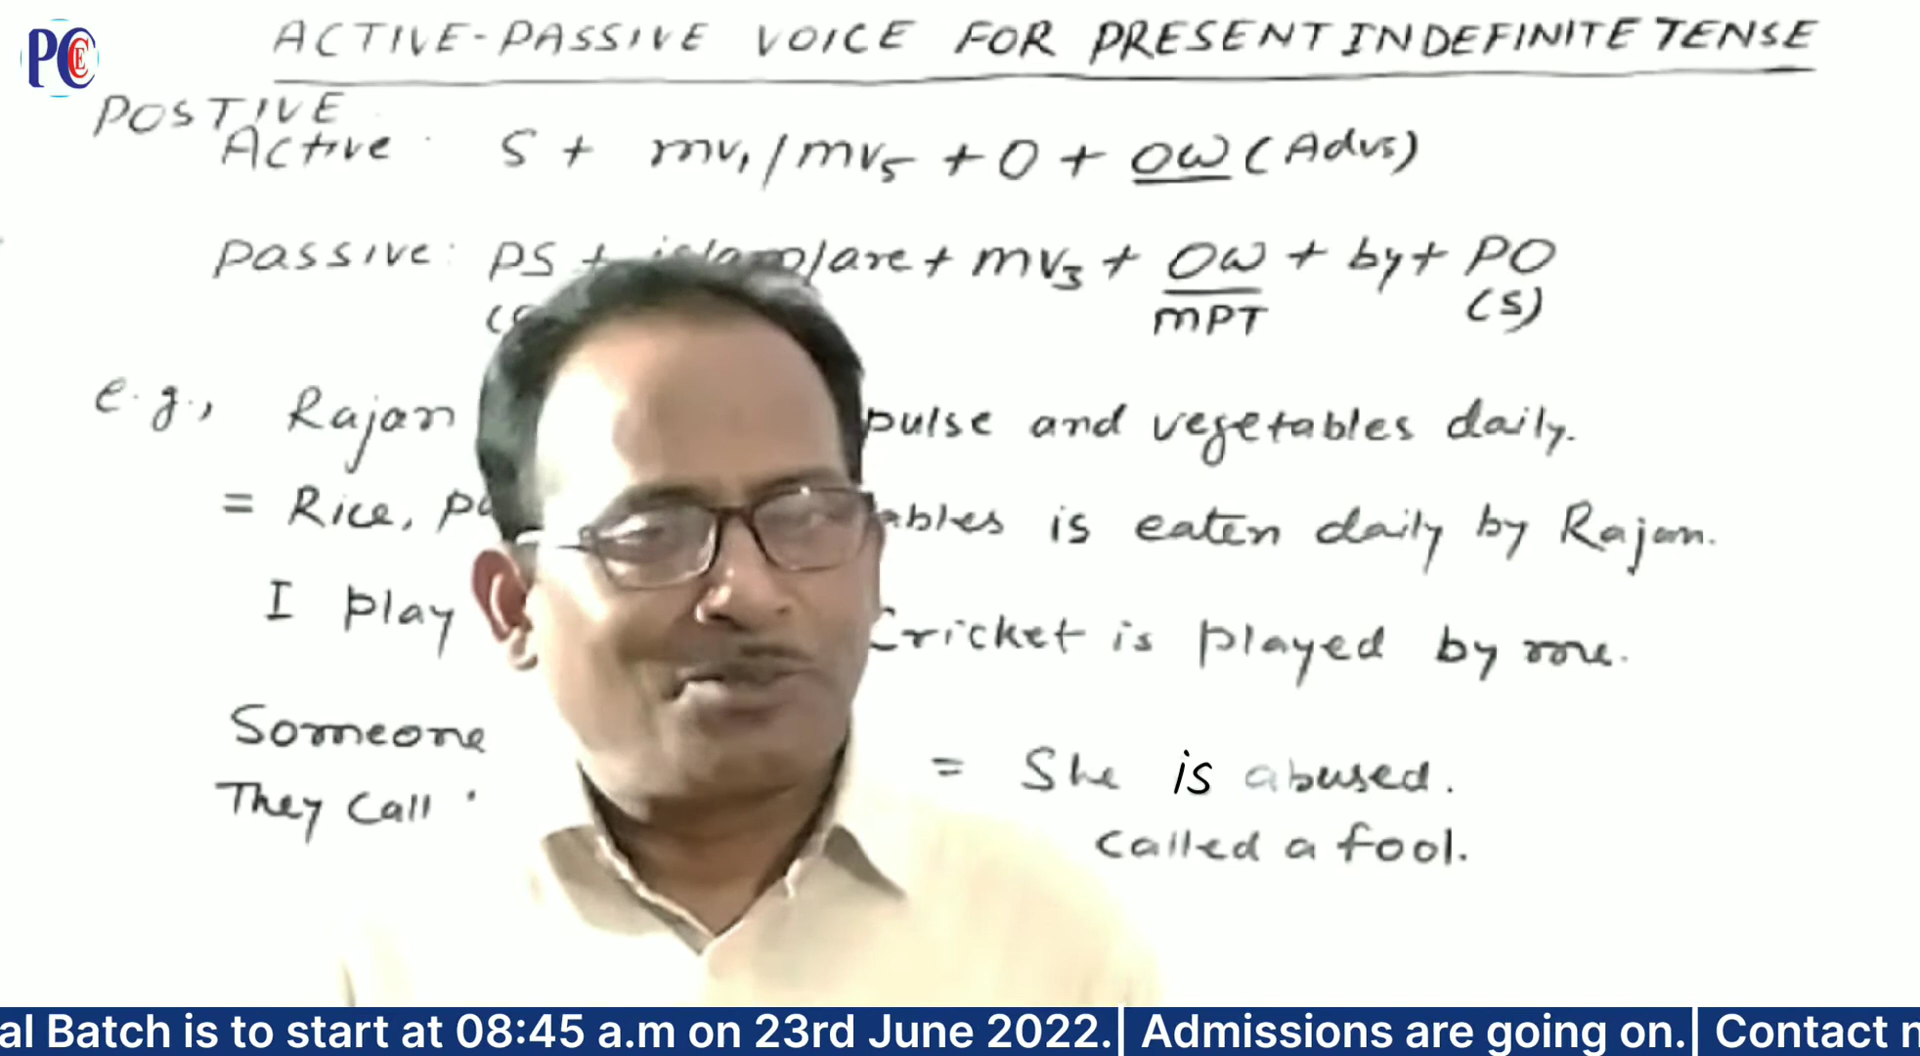 PCC E
ACTIVE-PASSIVE VOICE FOR PRESENT INDEFINITE TENSE
POSTIVE
Active: S + mv₁/mv₅ + O + OW (Advs)
Passive: PS + is/am/are + mv₃ + OW + by + PO
MPT (S)
e.g., Rajan pulse and vegetables daily.
= Rice, is eaten daily by Rajan.
I play Cricket is played by me.
Someone = She is abused.
They Call called a fool.
al Batch is to start at 08:45 a.m on 23rd June 2022.| Admissions are going on.| Contact